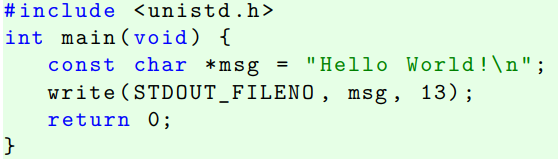 #include <unistd.h>
int main(void) {
   const char *msg = "Hello World!\n";
   write(STDOUT_FILENO, msg, 13);
   return 0;
}